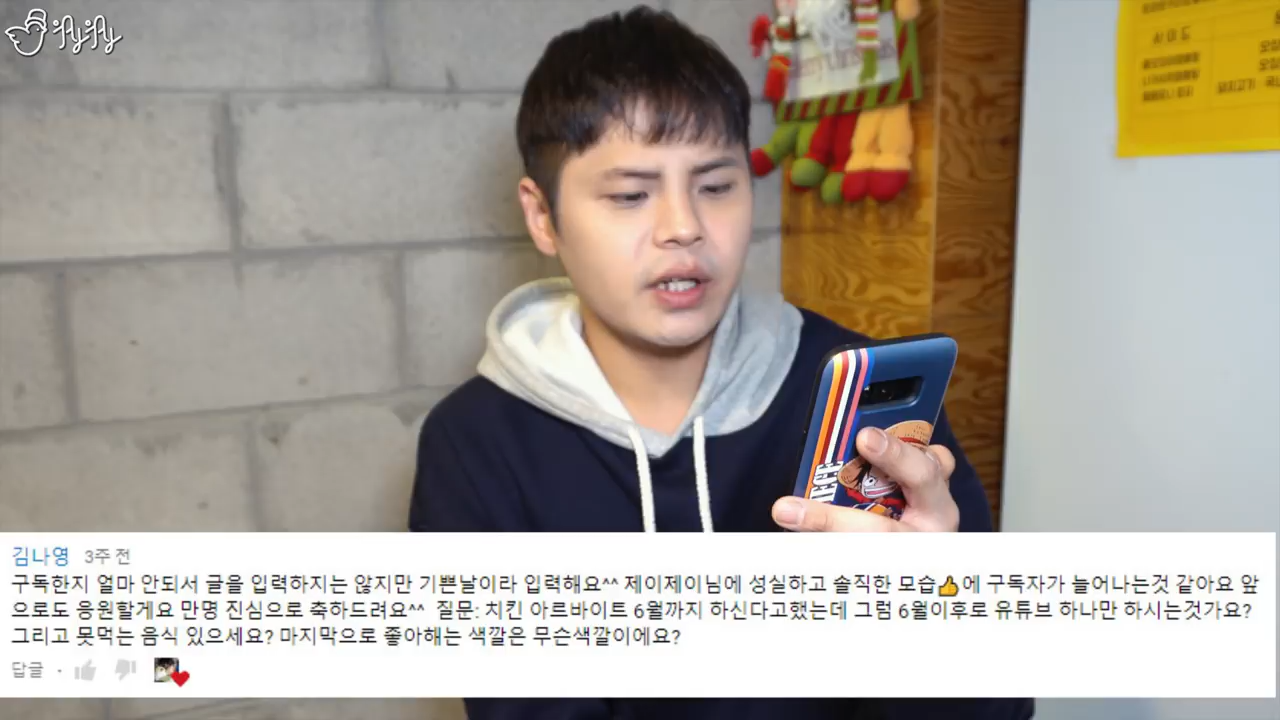 사이드
김나영 3주 전
구독한지 얼마 안되서 글을 입력하지는 않지만 기쁜날이라 입력해요^^ 제이제이님에 성실하고 솔직한 모습👍에 구독자가 늘어나는것 같아요 앞
으로도 응원할게요 만명 진심으로 축하드려요^^ 질문: 치킨 아르바이트 6월까지 하신다고했는데 그럼 6월이후로 유튜브 하나만 하시는것가요?
그리고 못먹는 음식 있으세요? 마지막으로 좋아해는 색깔은 무슨색깔이에요?
답글